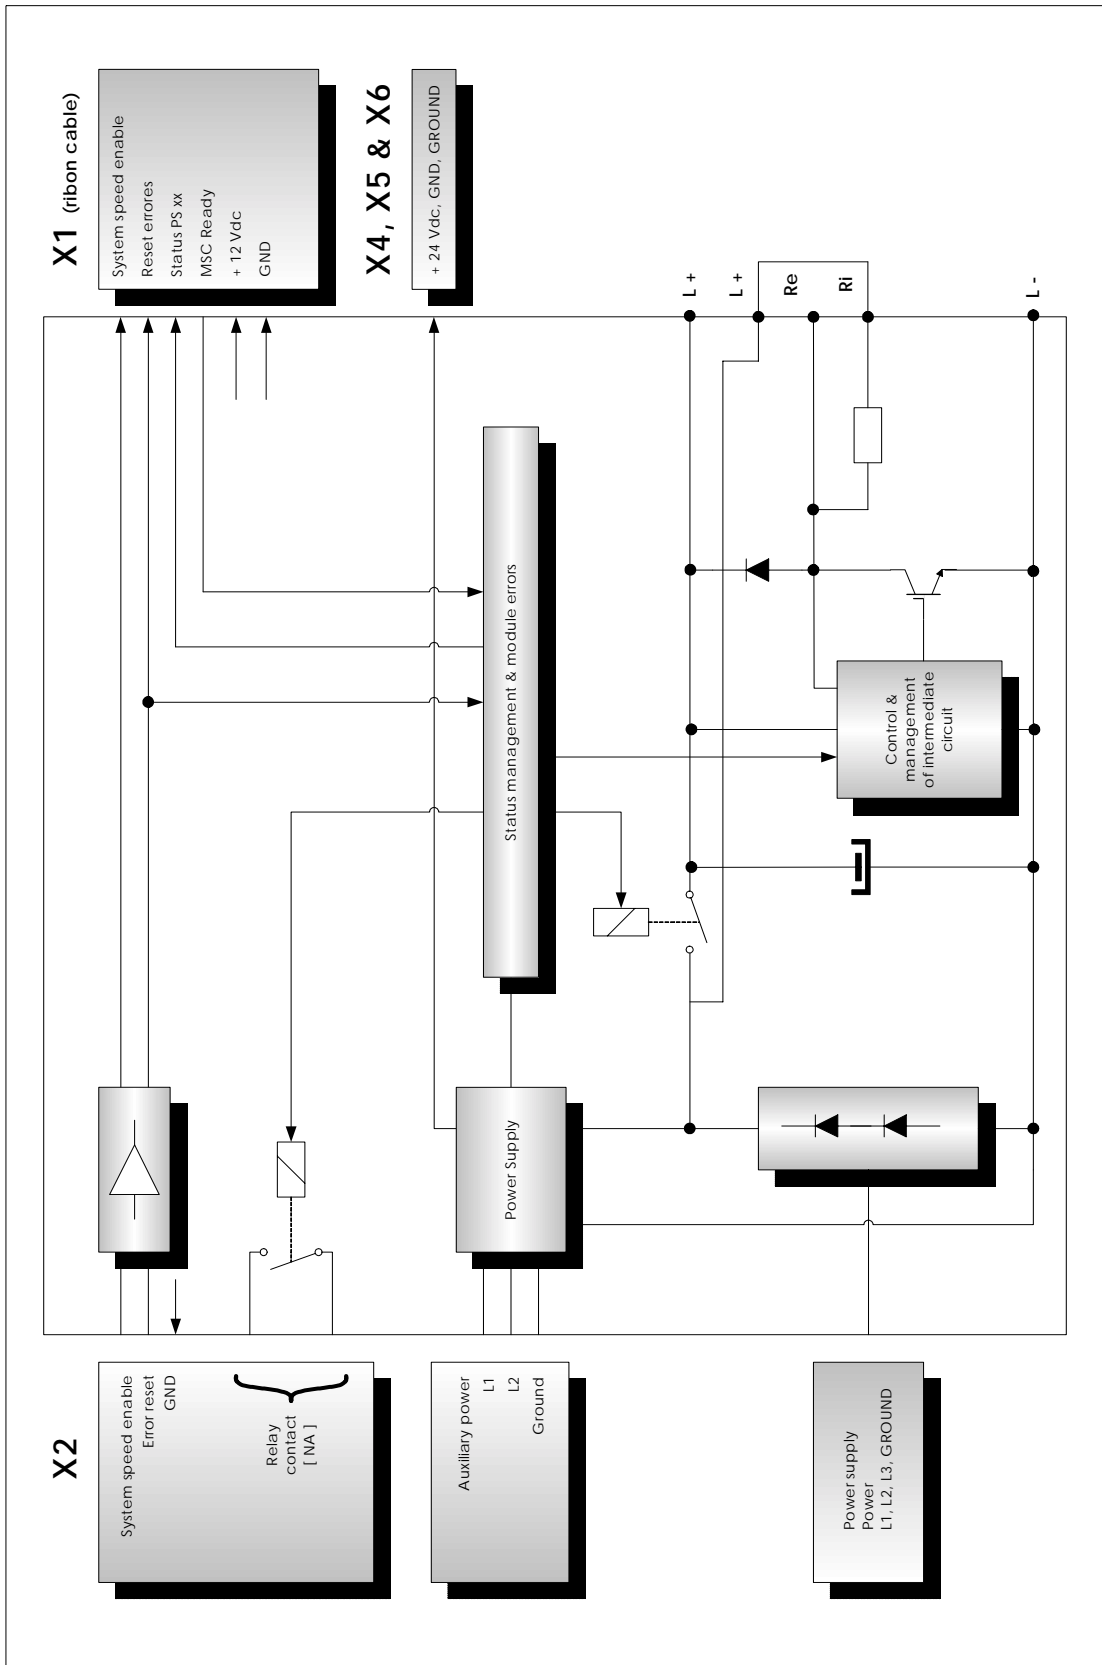 X2
System speed enable
Error reset
GND
Relay
contact
[ NA ]
Auxiliary power
L1
L2
Ground
Power supply
Power
L1, L2, L3, GROUND
Power Supply
Status management & module errors
Control &
management
of intermediate
circuit
X1 (ribon cable)
System speed enable
Reset errores
Status PS xx
MSC Ready
+ 12 Vdc
GND
X4, X5 & X6
+ 24 Vdc, GND, GROUND
L +
L +
Re
Ri
L -